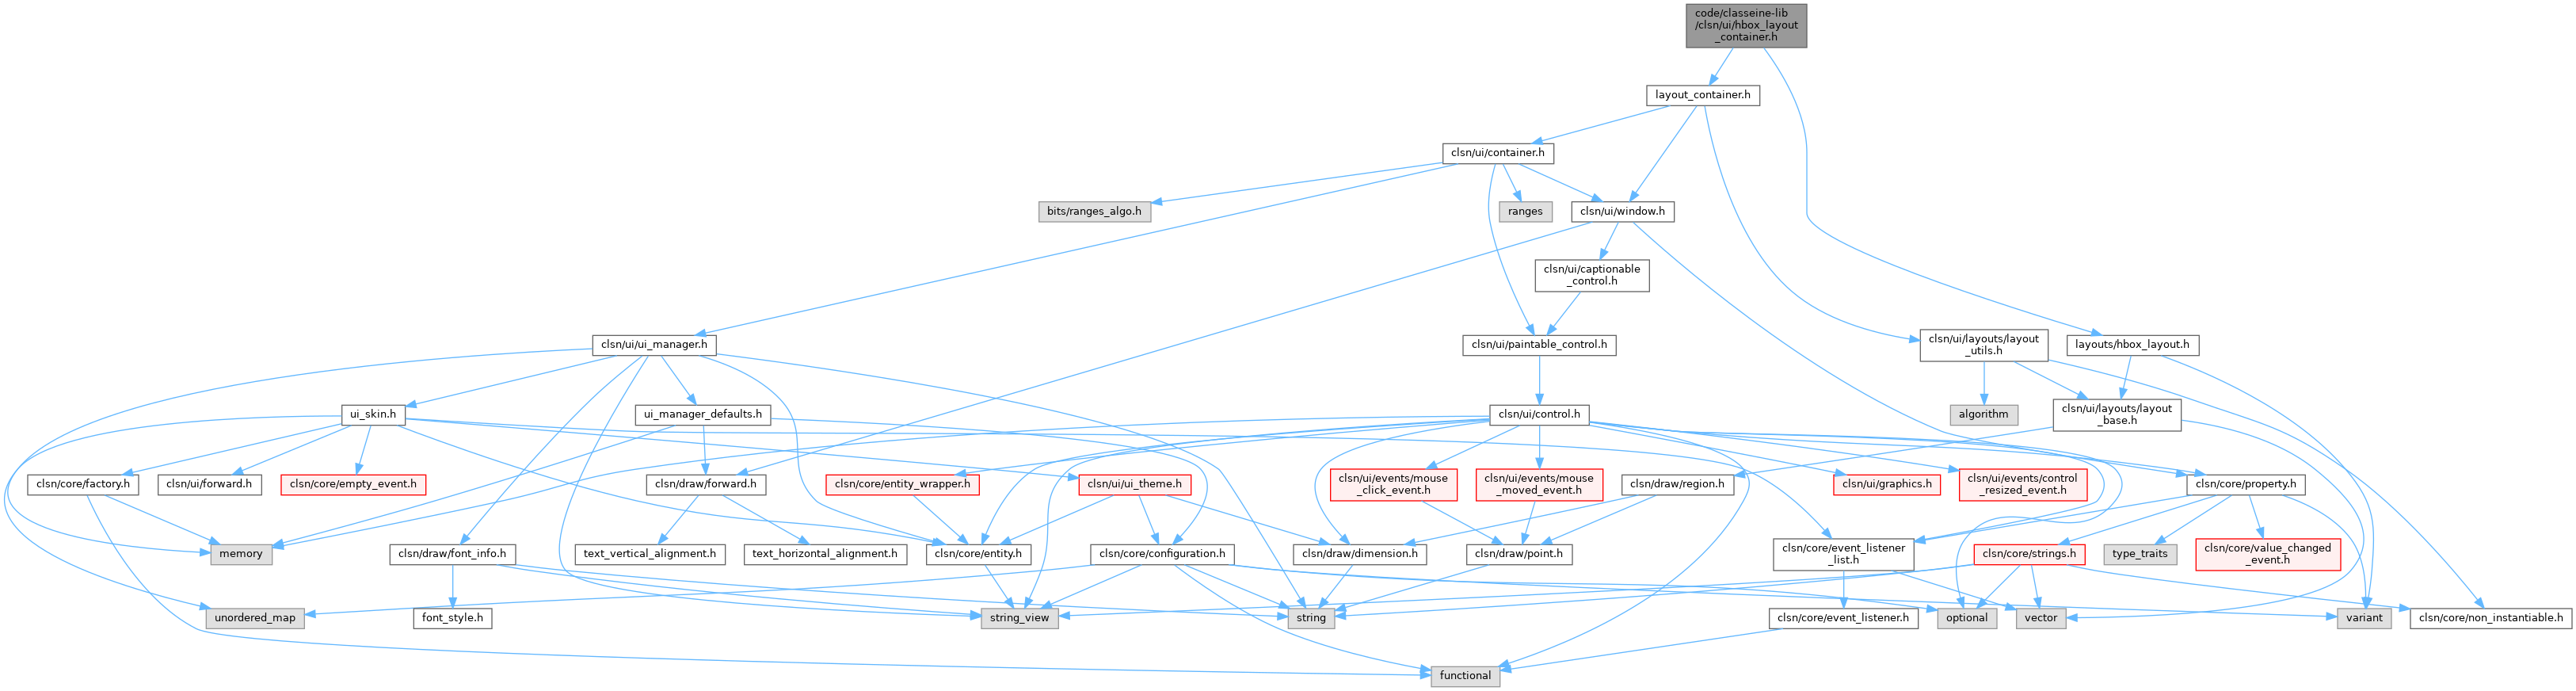 code/classeine-lib
/clsn/ui/hbox_layout
_container.h
layout_container.h
clsn/ui/container.h
bits/ranges_algo.h
ranges
clsn/ui/window.h
clsn/ui/captionable
_control.h
clsn/ui/ui_manager.h
clsn/ui/paintable_control.h
clsn/ui/layouts/layout
_utils.h
layouts/hbox_layout.h
ui_skin.h
ui_manager_defaults.h
clsn/ui/control.h
algorithm
clsn/ui/layouts/layout
_base.h
clsn/core/factory.h
clsn/ui/forward.h
clsn/core/empty_event.h
clsn/draw/forward.h
clsn/core/entity_wrapper.h
clsn/ui/ui_theme.h
clsn/ui/events/mouse
_click_event.h
clsn/ui/events/mouse
_moved_event.h
clsn/draw/region.h
clsn/ui/graphics.h
clsn/ui/events/control
_resized_event.h
clsn/core/property.h
memory
clsn/draw/font_info.h
text_vertical_alignment.h
text_horizontal_alignment.h
clsn/core/entity.h
clsn/core/configuration.h
clsn/draw/dimension.h
clsn/draw/point.h
clsn/core/event_listener
_list.h
clsn/core/strings.h
type_traits
clsn/core/value_changed
_event.h
unordered_map
font_style.h
string_view
string
clsn/core/event_listener.h
optional
vector
variant
clsn/core/non_instantiable.h
functional